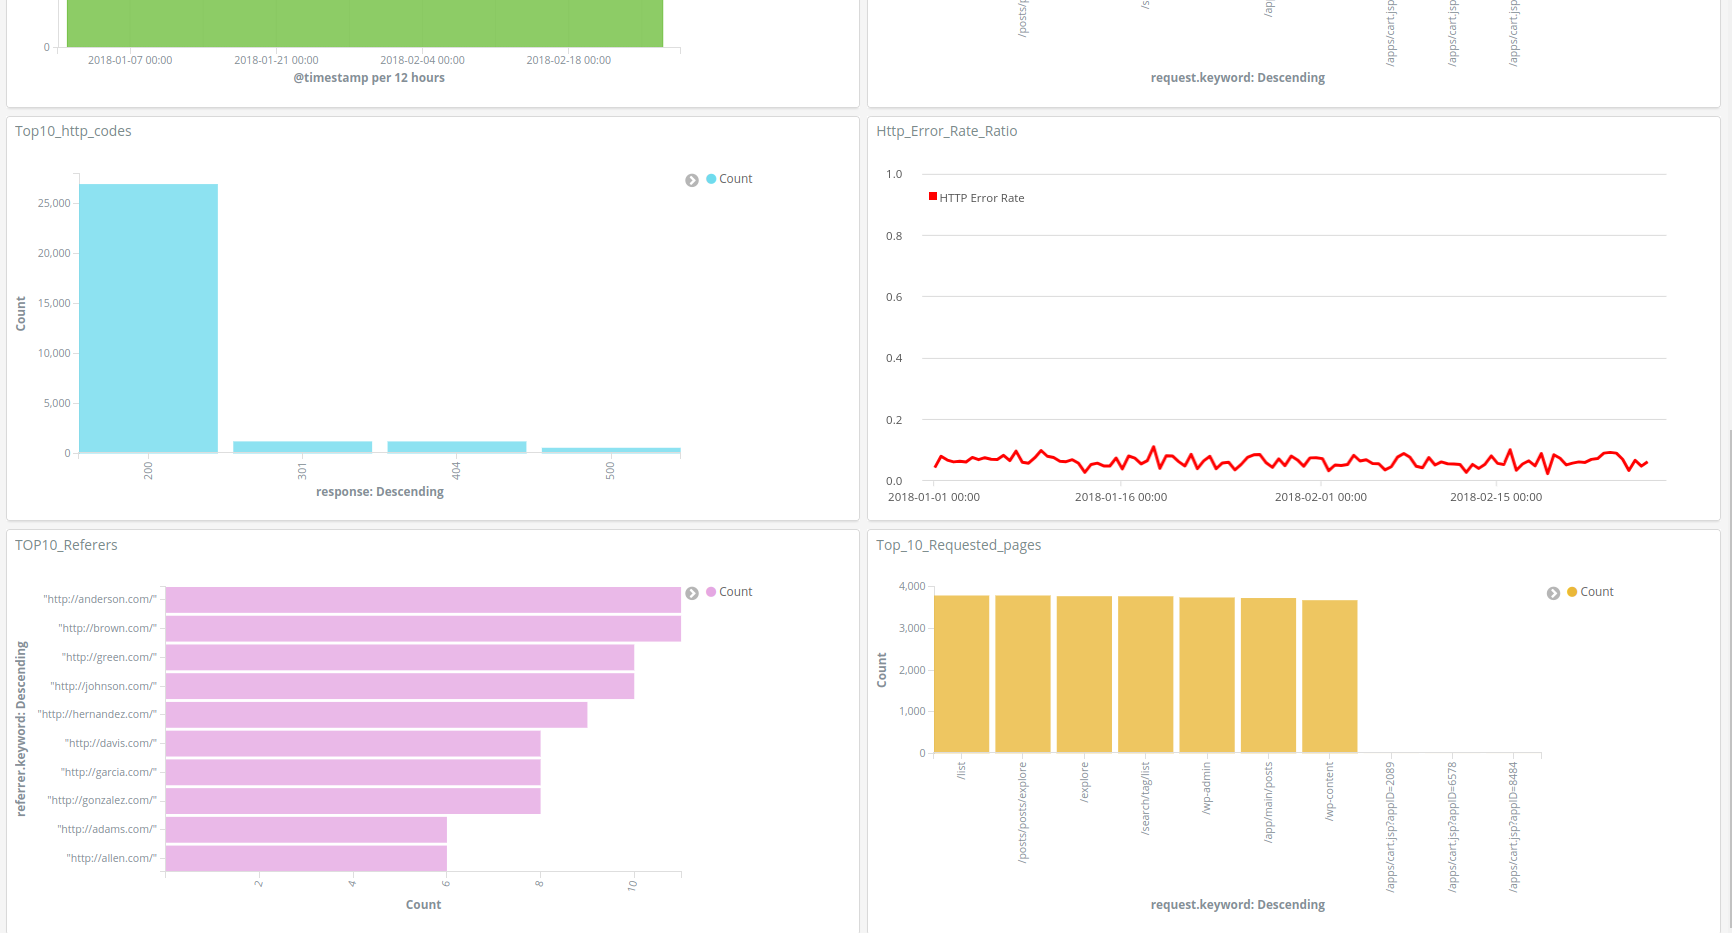 0
2018-01-07 00:00 2018-01-21 00:00 2018-02-04 00:00 2018-02-18 00:00
@timestamp per 12 hours
/apps/cart.jsp
/apps/cart.jsp
/apps/cart.jsp
request.keyword: Descending
Top10_http_codes
Count
25,000
20,000
15,000
10,000
5,000
0
Count
200
301
404
500
response: Descending
Http_Error_Rate_Ratio
1.0
HTTP Error Rate
0.8
0.6
0.4
0.2
0.0
2018-01-01 00:00 2018-01-16 00:00 2018-02-01 00:00 2018-02-15 00:00
TOP10_Referers
Count
referrer.keyword: Descending
"http://anderson.com/"
"http://brown.com/"
"http://green.com/"
"http://johnson.com/"
"http://hernandez.com/"
"http://davis.com/"
"http://garcia.com/"
"http://gonzalez.com/"
"http://adams.com/"
"http://allen.com/"
2
4
6
8
10
Count
Top_10_Requested_pages
Count
4,000
3,000
2,000
1,000
0
Count
/list
/posts/posts/explore
/explore
/search/tag/list
/wp-admin
/app/main/posts
/wp-content
/apps/cart.jsp?appID=2089
/apps/cart.jsp?appID=6578
/apps/cart.jsp?appID=8484
request.keyword: Descending